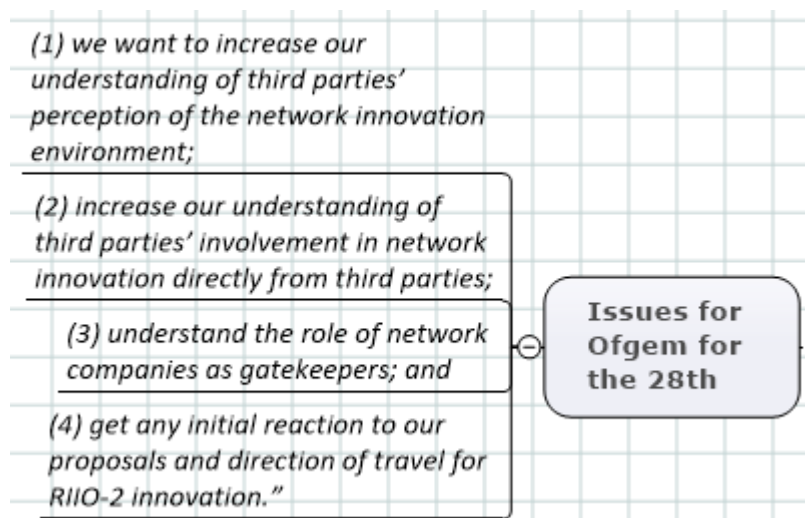 (1) we want to increase our
understanding of third parties’
perception of the network innovation
environment;
(2) increase our understanding of
third parties’ involvement in network
innovation directly from third parties;
(3) understand the role of network
companies as gatekeepers; and
(4) get any initial reaction to our
proposals and direction of travel for
RIIO-2 innovation.”
Issues for
Ofgem for
the 28th